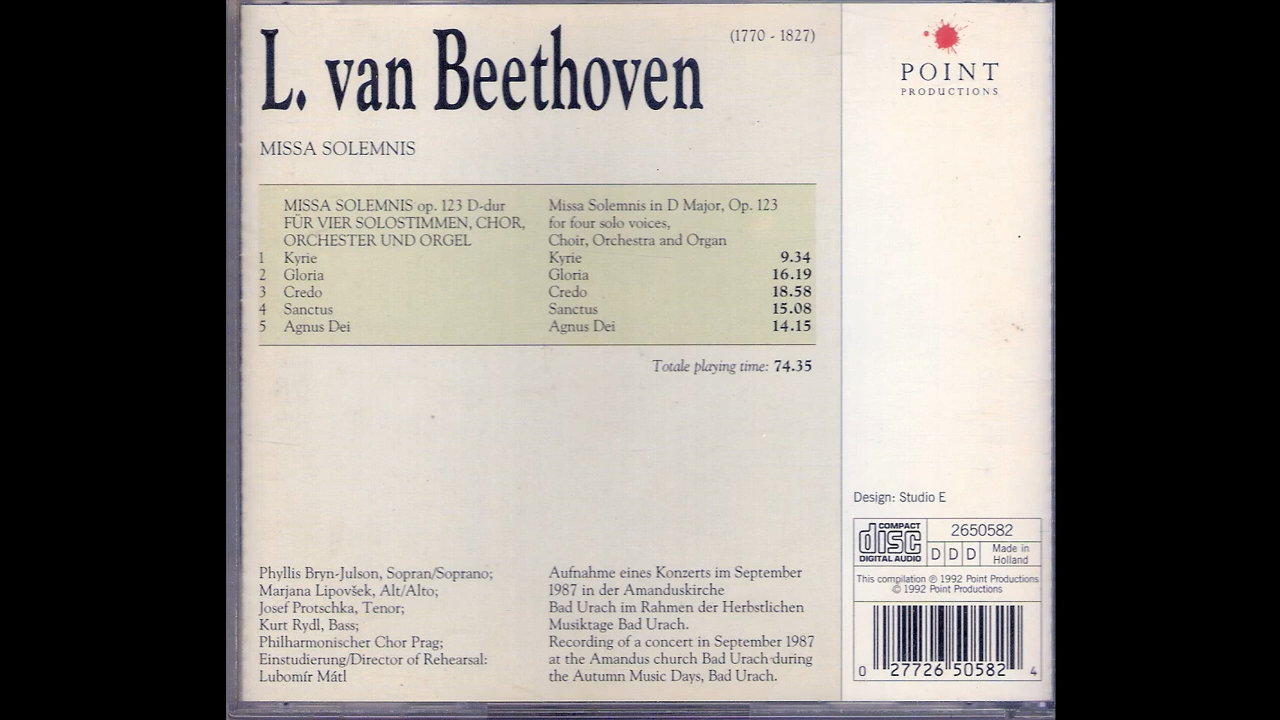 L. van Beethoven
(1770 - 1827)
MISSA SOLEMNIS
MISSA SOLEMNIS op. 123 D-dur
FÜR VIER SOLOSTIMMEN, CHOR,
ORCHESTER UND ORGEL
Missa Solemnis in D Major, Op. 123
for four solo voices,
Choir, Orchestra and Organ
1 Kyrie Kyrie 9.34
2 Gloria Gloria 16.19
3 Credo Credo 18.58
4 Sanctus Sanctus 15.08
5 Agnus Dei Agnus Dei 14.15
Totale playing time: 74.35
Phyllis Bryn-Julson, Sopran/Soprano;
Marjana Lipovšek, Alt/Alto;
Josef Protschka, Tenor;
Kurt Rydl, Bass;
Philharmonischer Chor Prag;
Einstudierung/Director of Rehearsal:
Lubomír Mátl
Aufnahme eines Konzerts im September
1987 in der Amanduskirche
Bad Urach im Rahmen der Herbstlichen
Musiktage Bad Urach.
Recording of a concert in September 1987
at the Amandus church Bad Urach during
the Autumn Music Days, Bad Urach.
POINT
PRODUCTIONS
Design: Studio E
COMPACT
disc
DIGITAL AUDIO
2650582
D D D
Made in
Holland
This compilation ℗ 1992 Point Productions
© 1992 Point Productions
0 27726 50582 4